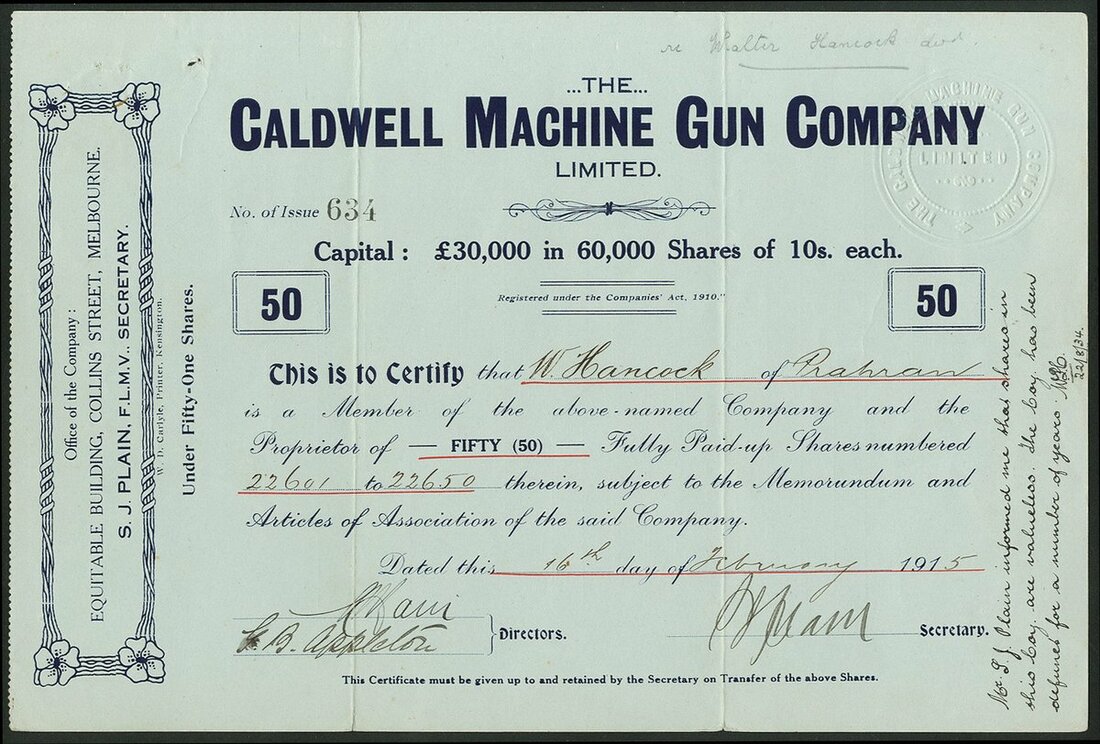 re Walter Hancock decd.
...THE...
CALDWELL MACHINE GUN COMPANY
LIMITED.
THE CALDWELL MACHINE GUN COMPANY
LIMITED
No. of Issue 634
Capital : £30,000 in 60,000 Shares of 10s. each.
50
Registered under the Companies' Act, 1910."
50
This is to Certify that W. Hancock of Prahran
is a Member of the above-named Company and the
Proprietor of — FIFTY (50) — Fully Paid-up Shares numbered
22601 to 22650 therein, subject to the Memorandum and
Articles of Association of the said Company.
Dated this 16th day of February 1915
C. B. Appleton
Directors.
Secretary.
This Certificate must be given up to and retained by the Secretary on Transfer of the above Shares.
Office of the Company :
EQUITABLE BUILDING, COLLINS STREET, MELBOURNE.
S. J. PLAIN, F.L.M.V., SECRETARY.
W. D. Carlyle, Printer, Kensington.
Under Fifty-One Shares.
Mr. S. J. Plain informed me that shares in
this Coy. are valueless. The Coy. has been
defunct for a number of years.
22/8/34.